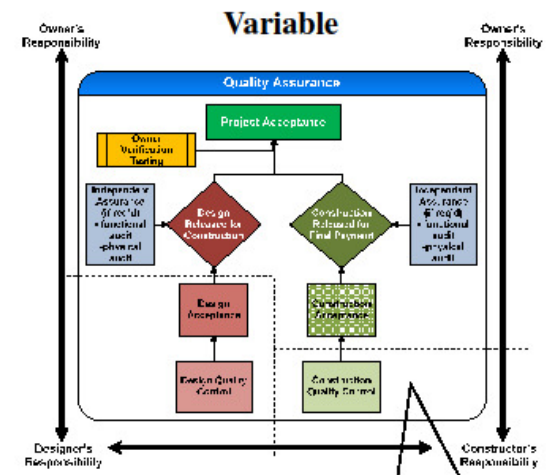 Variable
Owner's
Responsibility
Owner's
Responsibility
Quality Assurance
Project Acceptance
Owner
Verification
Testing
Independent
Assurance
(if req'd)
- functional
audit
-physical
audit
Design
Released for
Construction
Construction
Released for
Final Payment
Independent
Assurance
(if req'd)
- functional
audit
-physical
audit
Design
Acceptance
Construction
Acceptance
Design Quality
Control
Construction
Quality Control
Designer's
Responsibility
Constructor's
Responsibility